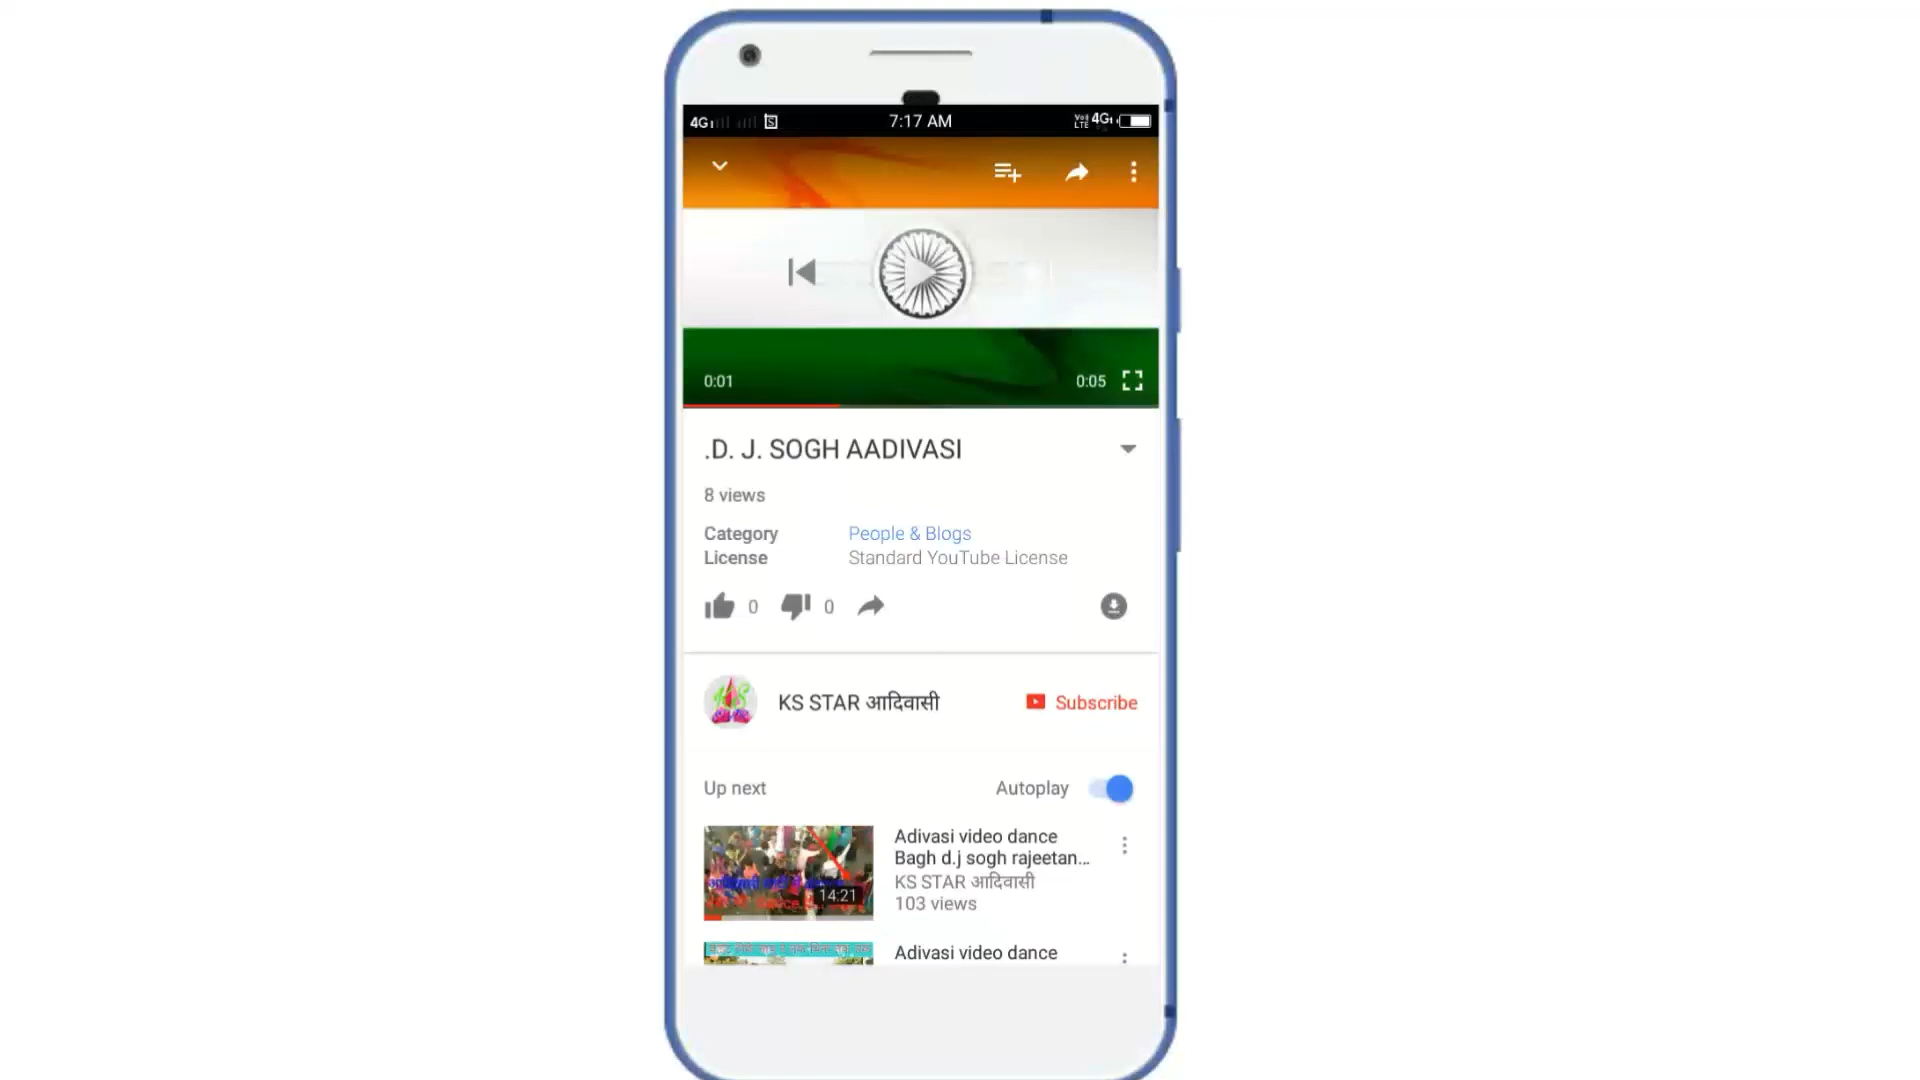 4G 7:17 AM VoLTE 4G
0:01 0:05
.D. J. SOGH AADIVASI
8 views
Category People & Blogs
License Standard YouTube License
0 0
KS STAR आदिवासी Subscribe
Up next Autoplay
Adivasi video dance
Bagh d.j sogh rajeetan...
KS STAR आदिवासी
103 views
14:21
Adivasi video dance